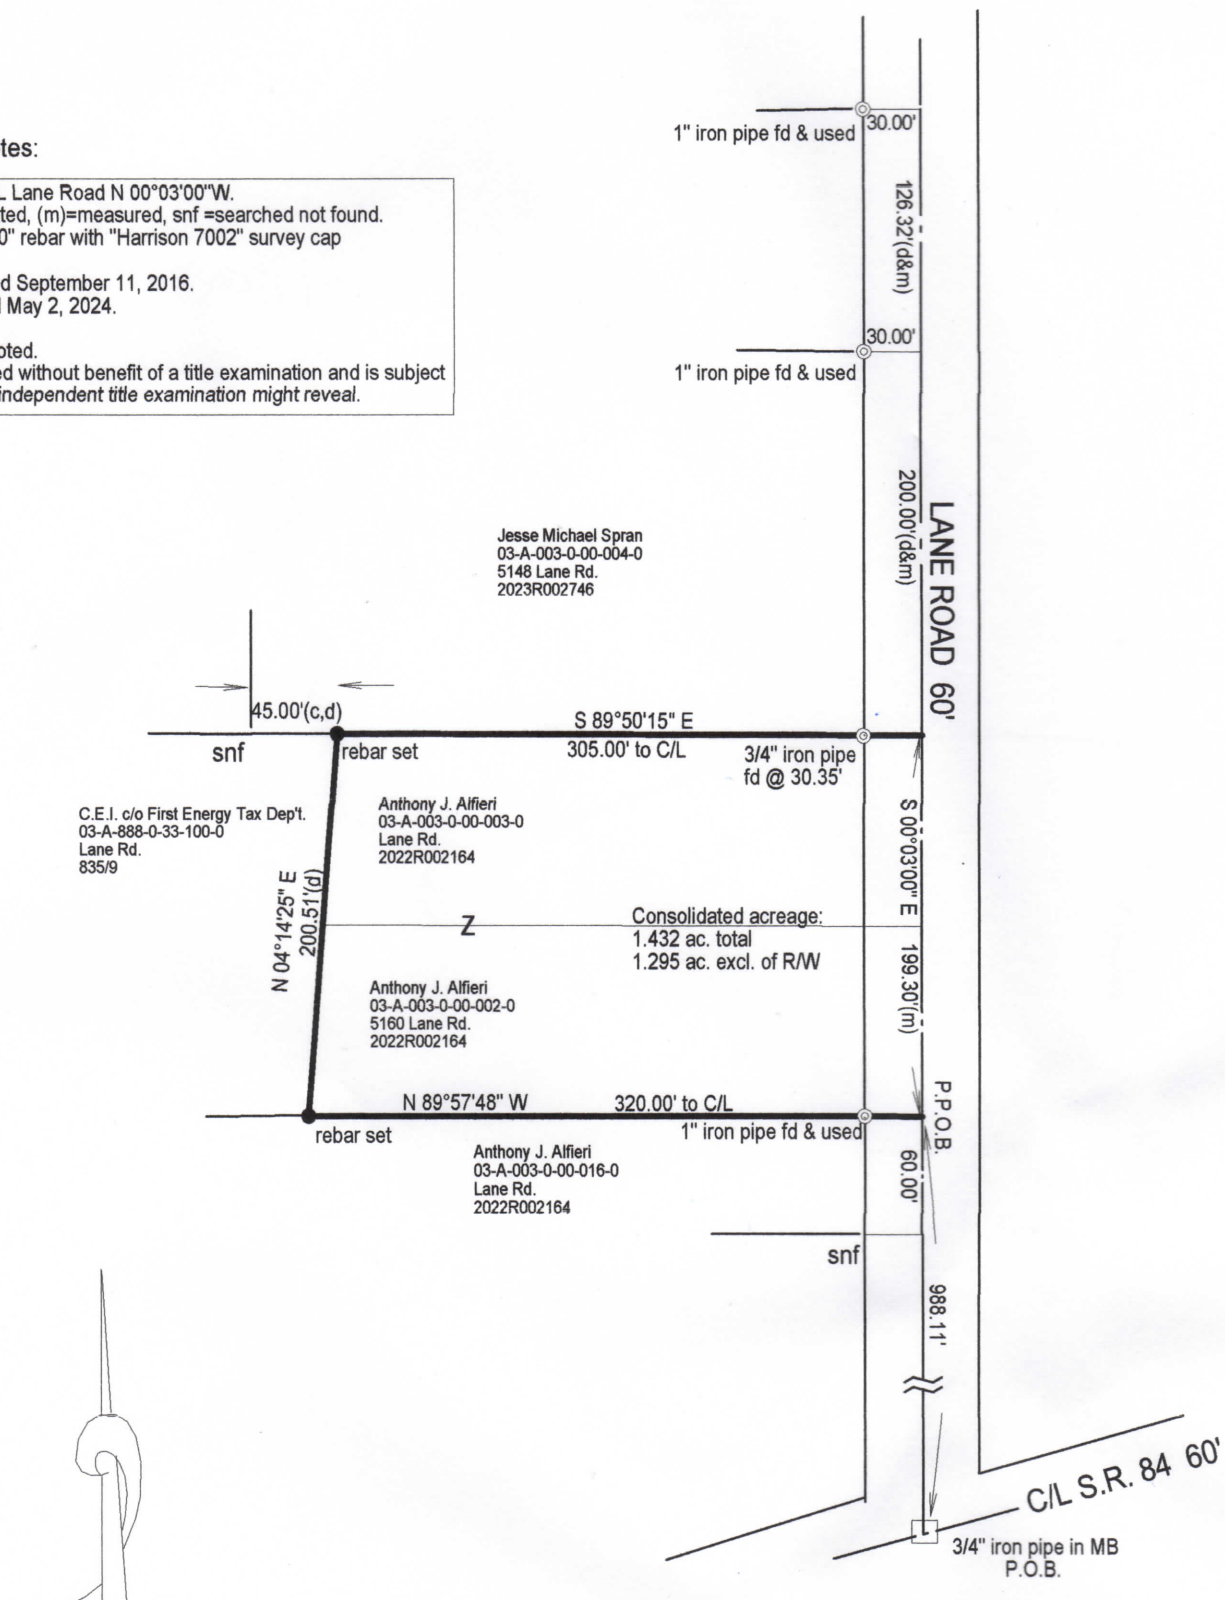 tes:
L Lane Road N 00°03'00"W.
ted, (m)=measured, snf =searched not found.
0" rebar with "Harrison 7002" survey cap
d September 11, 2016.
May 2, 2024.
oted.
ed without benefit of a title examination and is subject
independent title examination might reveal.
30.00'
1" iron pipe fd & used
126.32'(d&m)
30.00'
1" iron pipe fd & used
200.00'(d&m)
LANE ROAD 60'
Jesse Michael Spran
03-A-003-0-00-004-0
5148 Lane Rd.
2023R002746
45.00'(c,d)
snf
rebar set
S 89°50'15" E
305.00' to C/L
3/4" iron pipe
fd @ 30.35'
C.E.I. c/o First Energy Tax Dep't.
03-A-888-0-33-100-0
Lane Rd.
835/9
Anthony J. Alfieri
03-A-003-0-00-003-0
Lane Rd.
2022R002164
S 00°03'00" E
199.30'(m)
N 04°14'25" E
200.51'(d)
Z
Consolidated acreage:
1.432 ac. total
1.295 ac. excl. of R/W
Anthony J. Alfieri
03-A-003-0-00-002-0
5160 Lane Rd.
2022R002164
N 89°57'48" W
320.00' to C/L
P.P.O.B.
rebar set
1" iron pipe fd & used
Anthony J. Alfieri
03-A-003-0-00-016-0
Lane Rd.
2022R002164
60.00'
snf
988.11'
C/L S.R. 84 60'
3/4" iron pipe in MB
P.O.B.